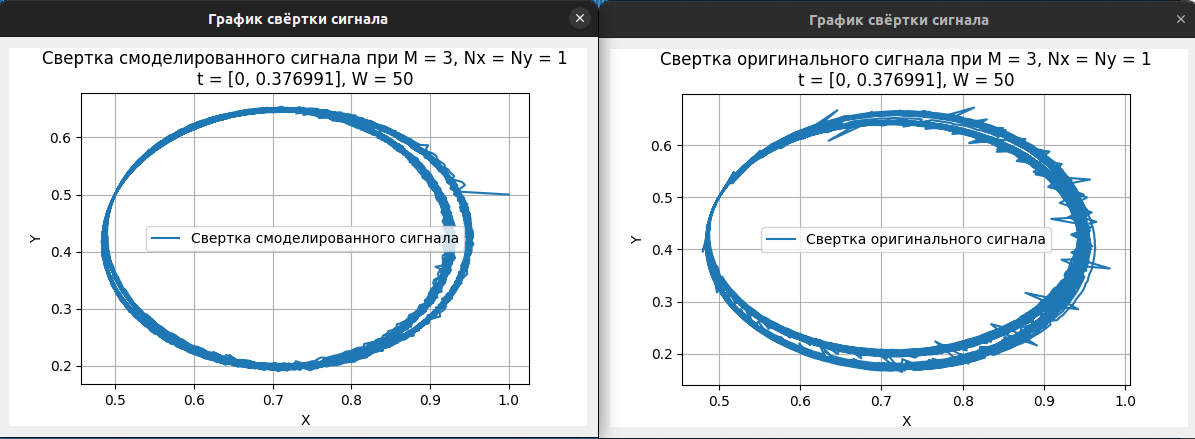 График свёртки сигнала
×
Свертка смоделированного сигнала при M = 3, Nx = Ny = 1
t = [0, 0.376991], W = 50
0.6
0.5
0.4
0.3
0.2
Y
Свертка смоделированного сигнала
0.5 0.6 0.7 0.8 0.9 1.0
X
График свёртки сигнала
×
Свертка оригинального сигнала при M = 3, Nx = Ny = 1
t = [0, 0.376991], W = 50
0.6
0.5
0.4
0.3
0.2
Y
Свертка оригинального сигнала
0.5 0.6 0.7 0.8 0.9 1.0
X